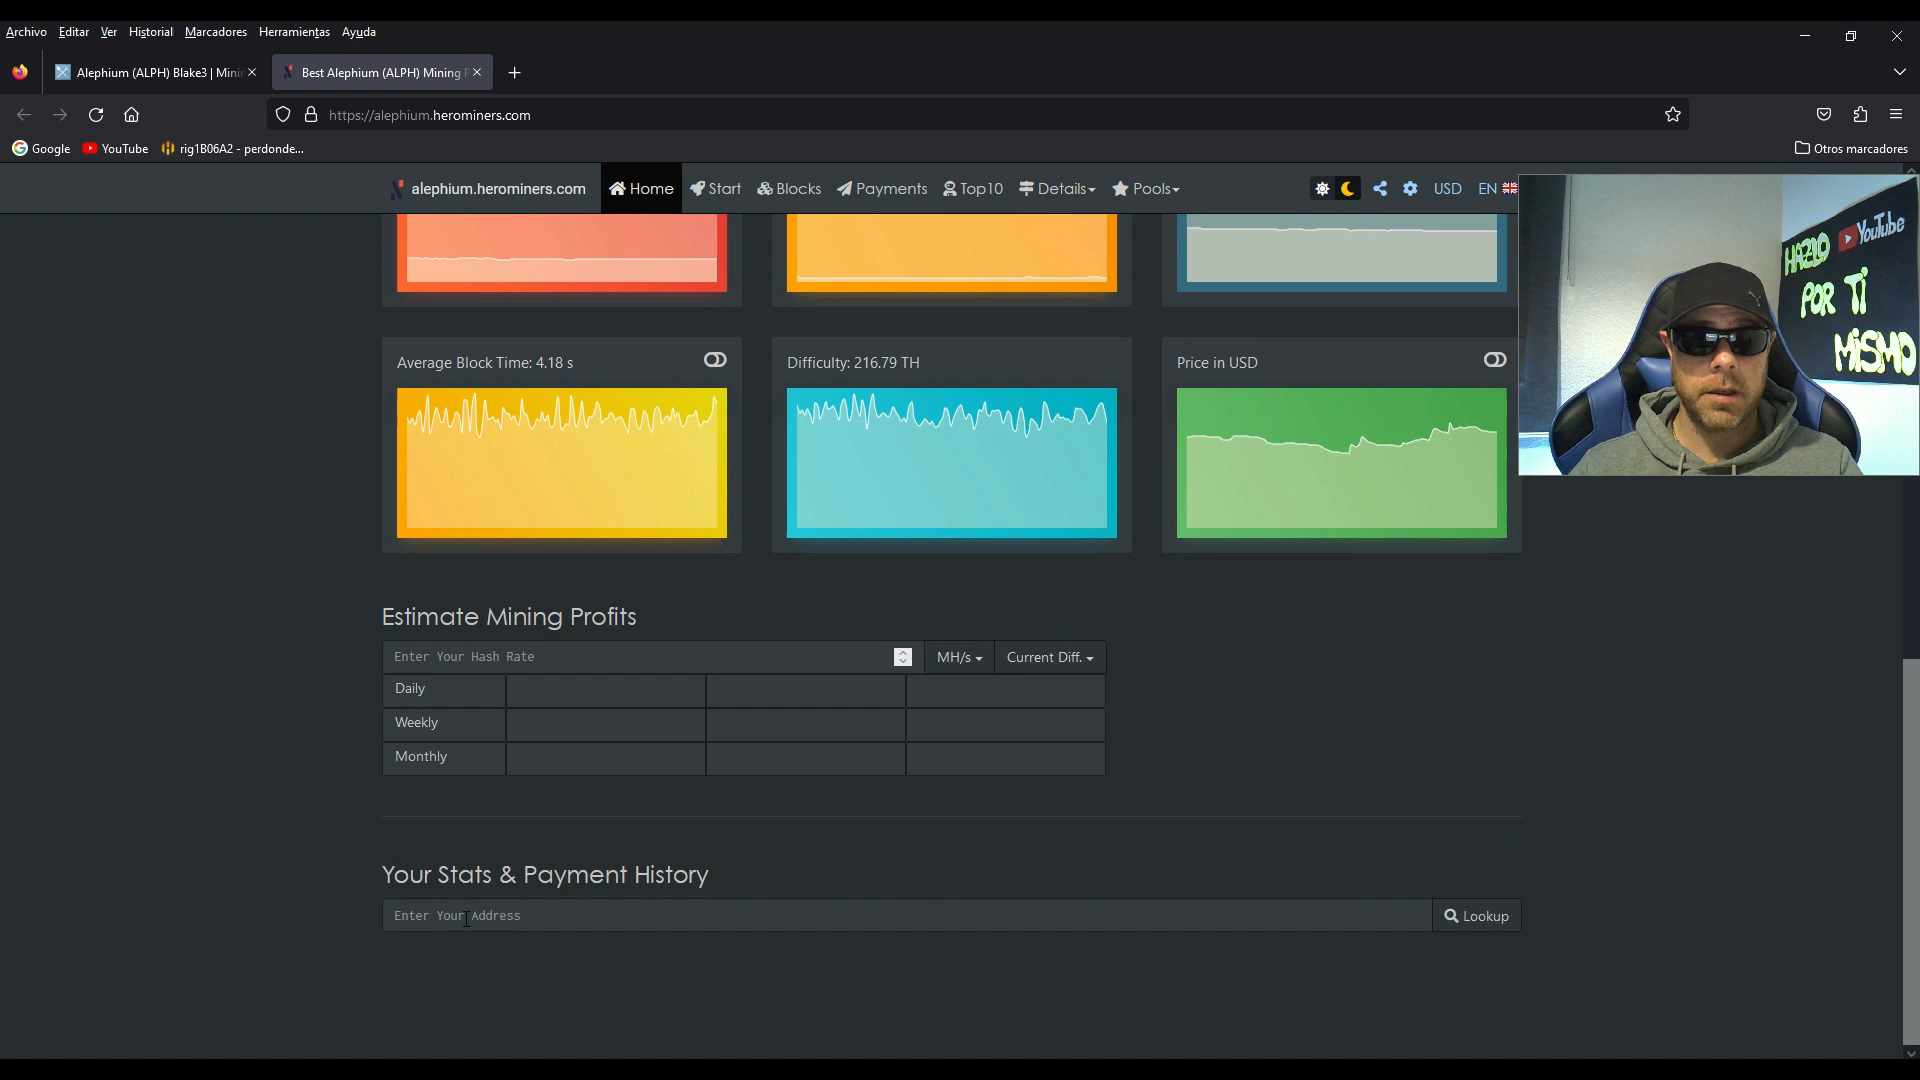 Archivo Editar Ver Historial Marcadores Herramientas Ayuda
Alephium (ALPH) Blake3 | Minin
Best Alephium (ALPH) Mining P
https://alephium.herominers.com
Google YouTube rig1B06A2 - perdonde... Otros marcadores
alephium.herominers.com Home Start Blocks Payments Top10 Details Pools USD EN
YouTube
HAZLO
POR TI
MISMO
Average Block Time: 4.18 s
Difficulty: 216.79 TH
Price in USD
Estimate Mining Profits
Enter Your Hash Rate MH/s Current Diff.
Daily
Weekly
Monthly
Your Stats & Payment History
Enter Your Address Lookup